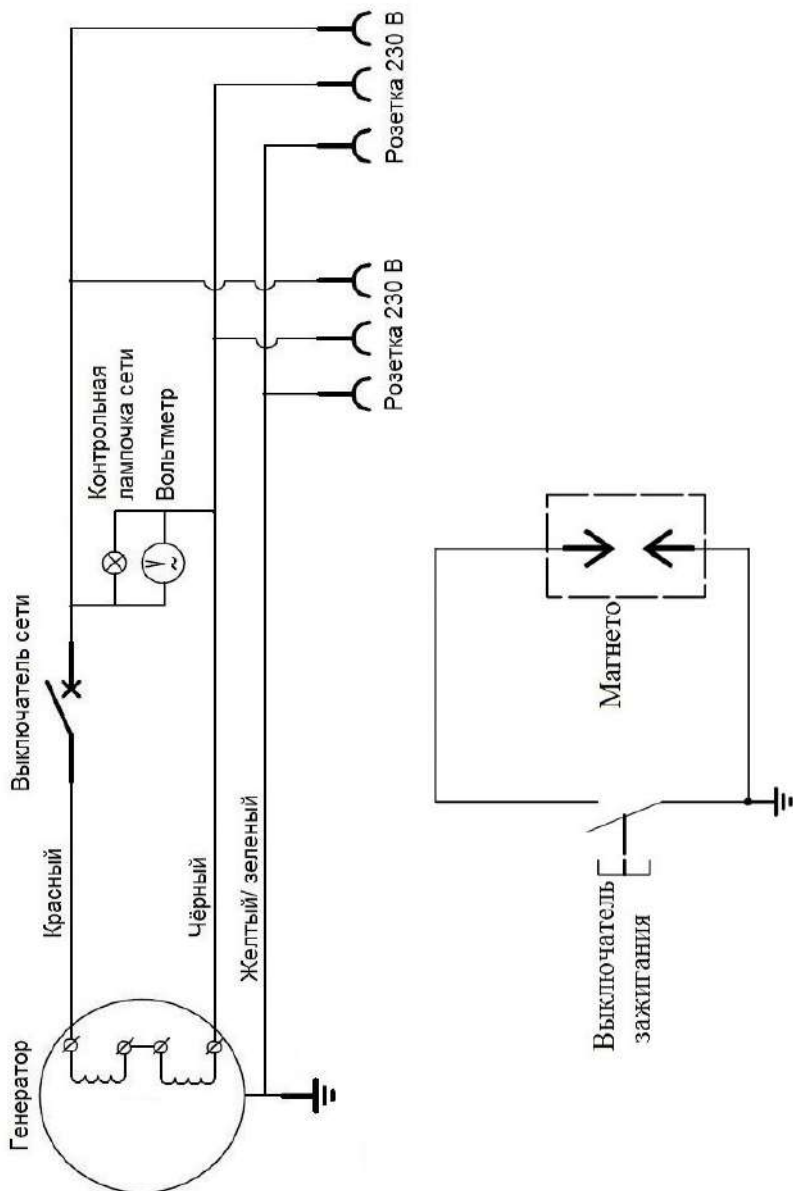 Генератор
Красный
Чёрный
Желтый/ зеленый
Выключатель сети
Контрольная
лампочка сети
Вольтметр
V
~
Розетка 230 В
Розетка 230 В
Выключатель
зажигания
Магнето